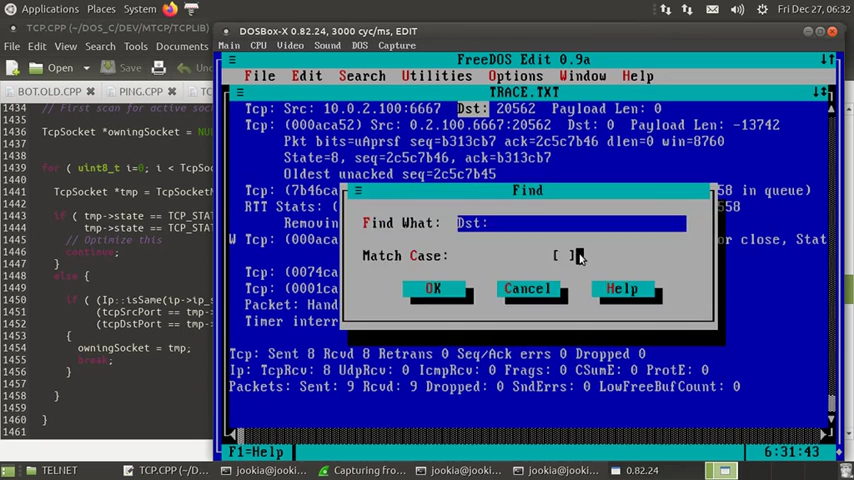 Applications Places System Fri Dec 27, 06:32
TCP.CPP (~/DOS_C/DEV/MTCP/TCPLIB)
DOSBox-X 0.82.24, 3000 cyc/ms, EDIT
File Edit View Search Tools Documents
Main CPU Video Sound DOS Capture
Open Save
FreeDOS Edit 0.9a
File Edit Search Utilities Options Window Help
BOT.OLD.CPP PING.CPP TC
TRACE.TXT
1434 // First scan for active soc
1435
1436 TcpSocket *owningSocket = NU
1437
1439 for ( uint8_t i=0; i < TcpSo
1440
1441 TcpSocket *tmp = TcpSocketM
1442
1443 if ( tmp->state == TCP_STAT
1444 (tmp->state == TCP_STAT
1445 // Optimize this
1446 continue;
1447 }
1448 else {
1449
1450 if ( (Ip::isSame(ip->ip_s
1451 (tcpSrcPort == tmp->
1452 (tcpDstPort == tmp->
1453 {
1454 owningSocket = tmp;
1455 break;
1456 }
1457
1458 }
1459
1460 }
1461
Tcp: Src: 10.0.2.100:6667 Dst: 20562 Payload Len: 0
Tcp: (000aca52) Src: 0.2.100.6667:20562 Dst: 0 Payload Len: -13742
Pkt bits=uAprsf seq=b313cb7 ack=2c5c7b46 dlen=0 win=8760
State=8, seq=2c5c7b46, ack=b313cb7
Oldest unacked seq=2c5c7b45
Tcp: (7b46ca 58 in queue)
RTT Stats: ( 558
Removin
W Tcp: (000aca or close, Stat
Tcp: (0074ca
Tcp: (0001ca
Packet: Hand
Timer interr
Find
Find What: Dst:
Match Case: [ ]
OK Cancel Help
Tcp: Sent 8 Rcvd 8 Retrans 0 Seq/Ack errs 0 Dropped 0
Ip: TcpRcv: 8 UdpRcv: 0 IcmpRcv: 0 Frags: 0 CSumE: 0 ProtE: 0
Packets: Sent: 9 Rcvd: 9 Dropped: 0 SndErrs: 0 LowFreeBufCount: 0
F1=Help 6:31:43
TELNET TCP.CPP (~/D... jookia@jooki... Capturing fro... jookia@jooki... jookia@jooki... 0.82.24